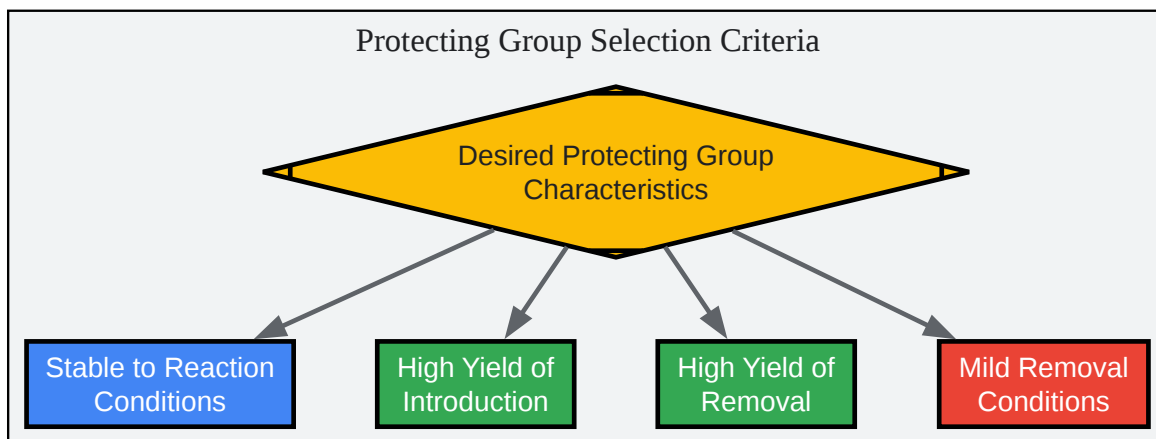 Protecting Group Selection Criteria
Desired Protecting Group
Characteristics
Stable to Reaction
Conditions
High Yield of
Introduction
High Yield of
Removal
Mild Removal
Conditions